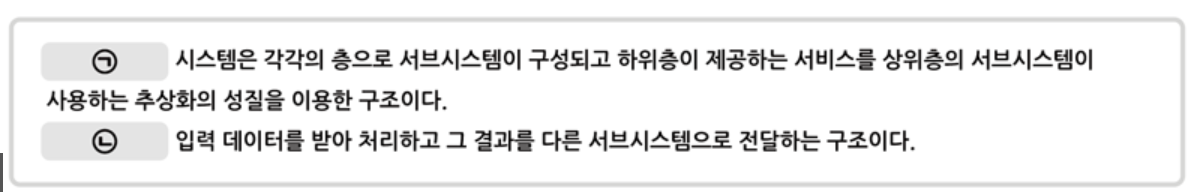 ㉠ 시스템은 각각의 층으로 서브시스템이 구성되고 하위층이 제공하는 서비스를 상위층의 서브시스템이
사용하는 추상화의 성질을 이용한 구조이다.
㉡ 입력 데이터를 받아 처리하고 그 결과를 다른 서브시스템으로 전달하는 구조이다.